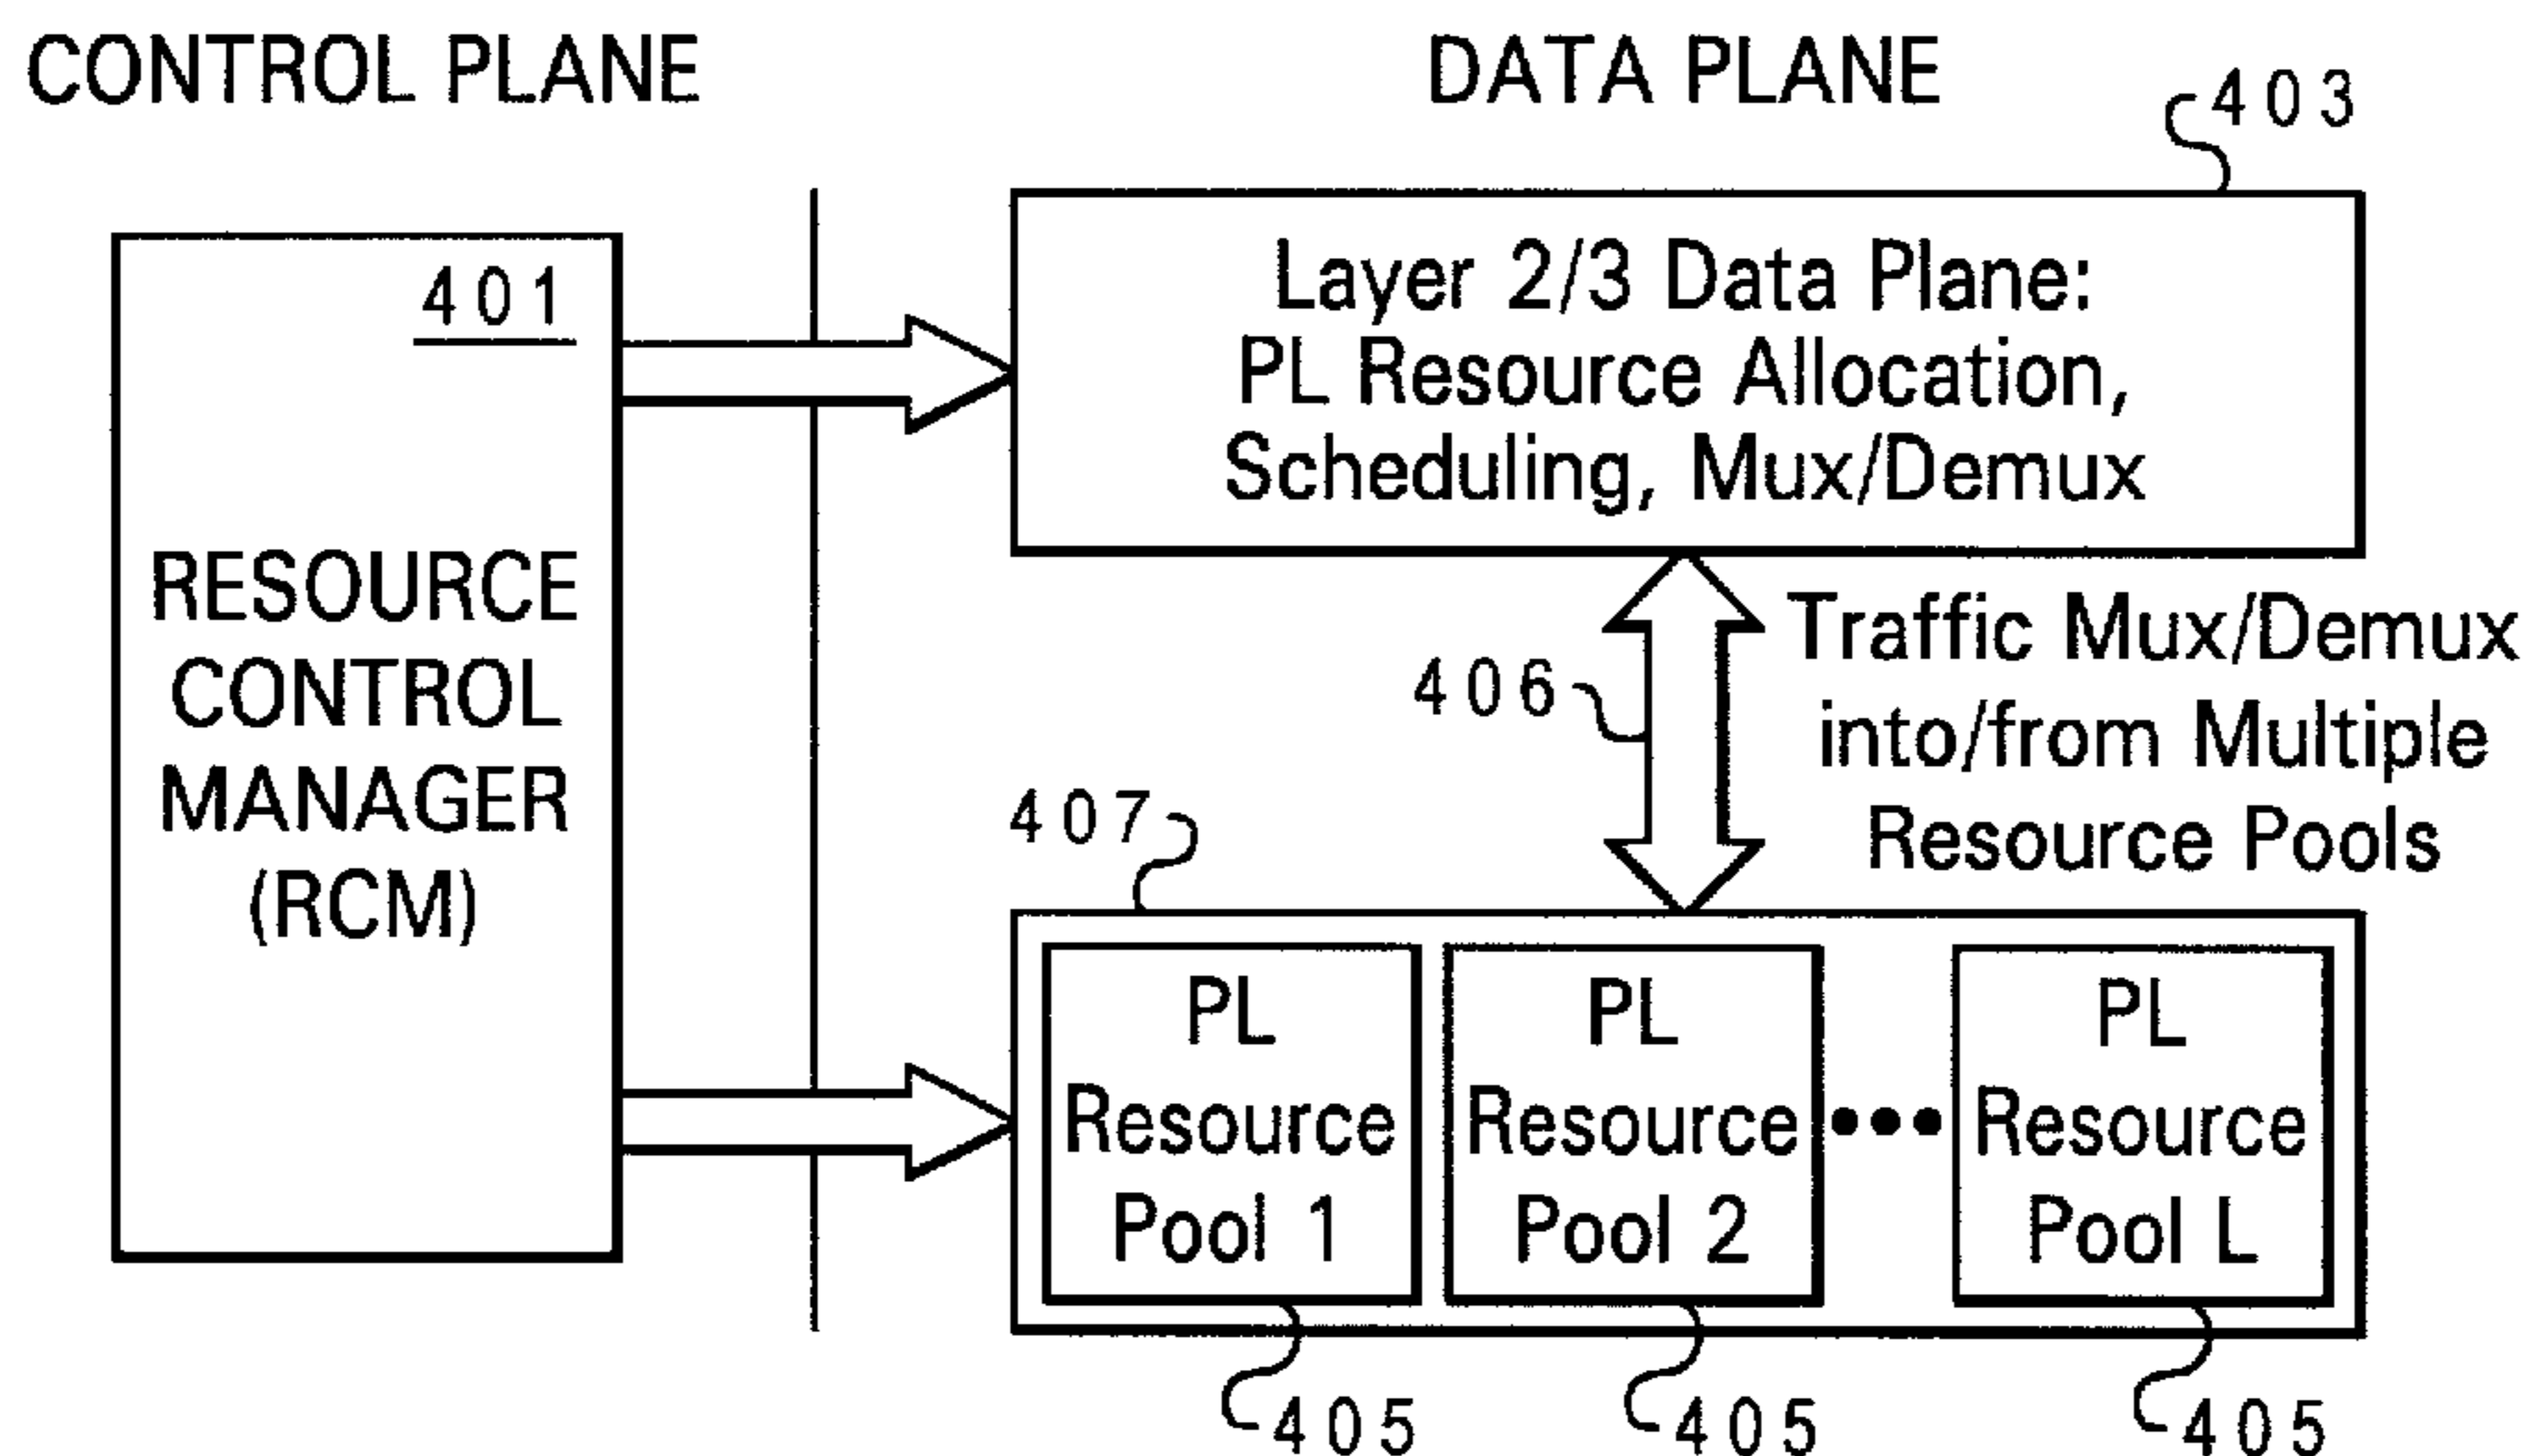 CONTROL PLANE
DATA PLANE
403
401
RESOURCE
CONTROL
MANAGER
(RCM)
Layer 2/3 Data Plane:
PL Resource Allocation,
Scheduling, Mux/Demux
406
Traffic Mux/Demux
into/from Multiple
Resource Pools
407
PL
Resource
Pool 1
PL
Resource
Pool 2
•••
PL
Resource
Pool L
405
405
405